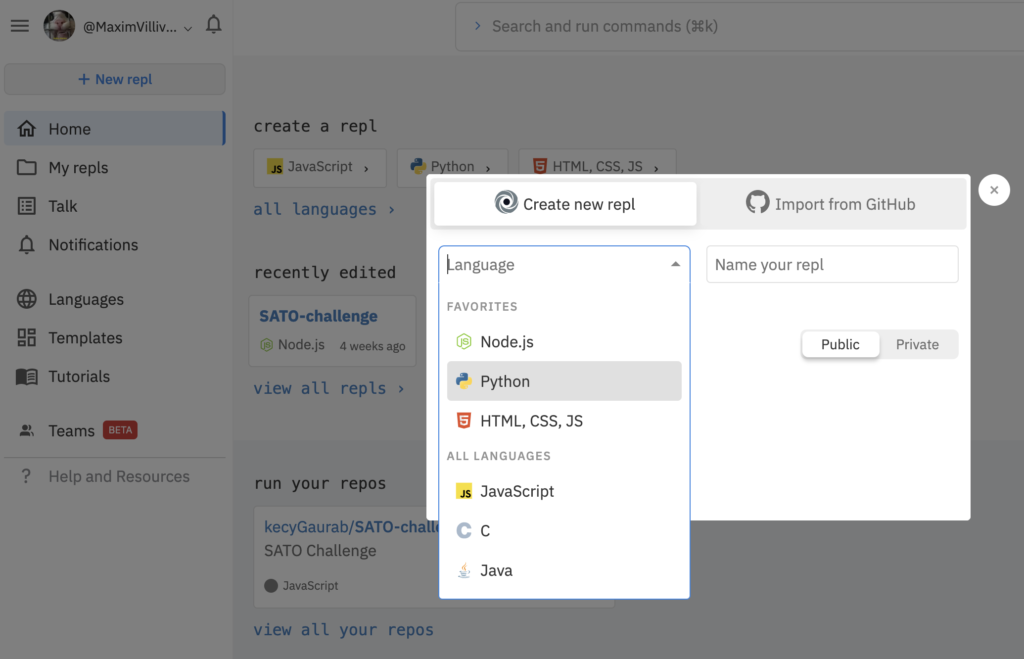 @MaximVilliv...
Search and run commands (⌘k)
+ New repl
Home
My repls
Talk
Notifications
Languages
Templates
Tutorials
Teams BETA
? Help and Resources
create a repl
JS JavaScript ›
Python ›
HTML, CSS, JS ›
all languages ›
recently edited
SATO-challenge
Node.js 4 weeks ago
view all repls ›
run your repos
kecyGaurab/SATO-challe
SATO Challenge
JavaScript
view all your repos
Create new repl
Import from GitHub
Language
Name your repl
Public
Private
FAVORITES
Node.js
Python
HTML, CSS, JS
ALL LANGUAGES
JS JavaScript
C C
Java